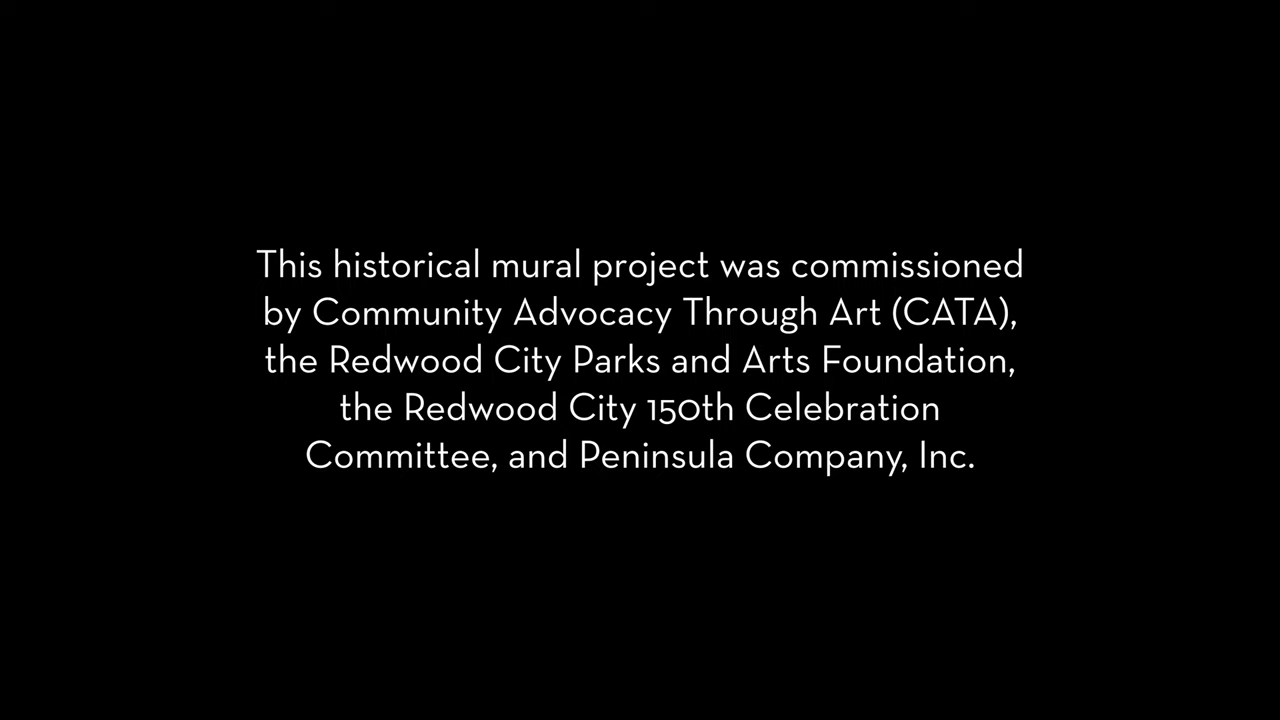 This historical mural project was commissioned
by Community Advocacy Through Art (CATA),
the Redwood City Parks and Arts Foundation,
the Redwood City 150th Celebration
Committee, and Peninsula Company, Inc.